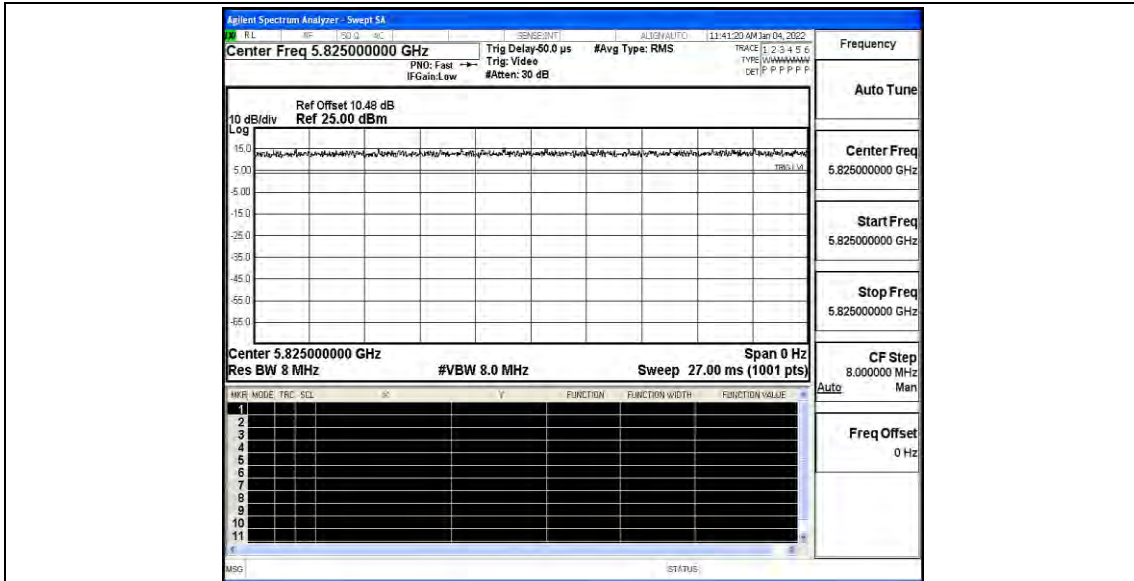 Agilent Spectrum Analyzer - Swept SA
RL RF 50 Ω AC SENSE:INT ALIGN AUTO 11:41:20 AM Jan 04, 2022
Center Freq 5.825000000 GHz
PNO: Fast
IFGain:Low
Trig Delay-50.0 µs
Trig: Video
#Atten: 30 dB
#Avg Type: RMS
TRACE 1 2 3 4 5 6
TYPE WWWWWW
DET P P P P P P
Ref Offset 10.48 dB
10 dB/div Ref 25.00 dBm
Log
15.0
5.00
TRIG LVL
-5.00
-15.0
-25.0
-35.0
-45.0
-55.0
-65.0
Center 5.825000000 GHz Span 0 Hz
Res BW 8 MHz #VBW 8.0 MHz Sweep 27.00 ms (1001 pts)
MKR MODE TRC SCL X Y FUNCTION FUNCTION WIDTH FUNCTION VALUE
1
2
3
4
5
6
7
8
9
10
11
MSG STATUS
Frequency
Auto Tune
Center Freq
5.825000000 GHz
Start Freq
5.825000000 GHz
Stop Freq
5.825000000 GHz
CF Step
8.000000 MHz
Auto Man
Freq Offset
0 Hz